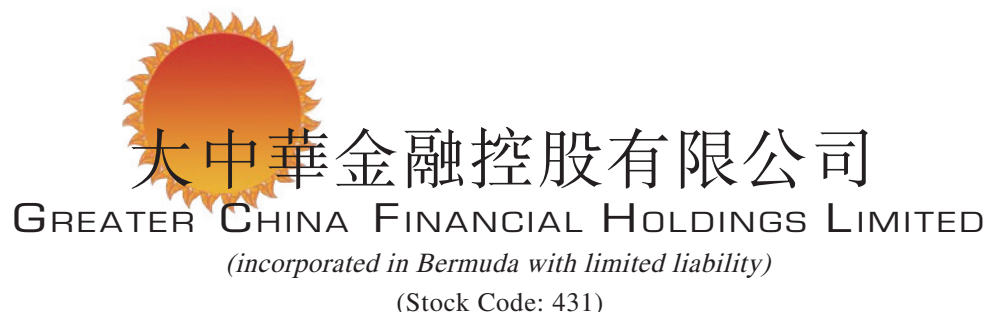 大中華金融控股有限公司
GREATER CHINA FINANCIAL HOLDINGS LIMITED
(incorporated in Bermuda with limited liability)
(Stock Code: 431)